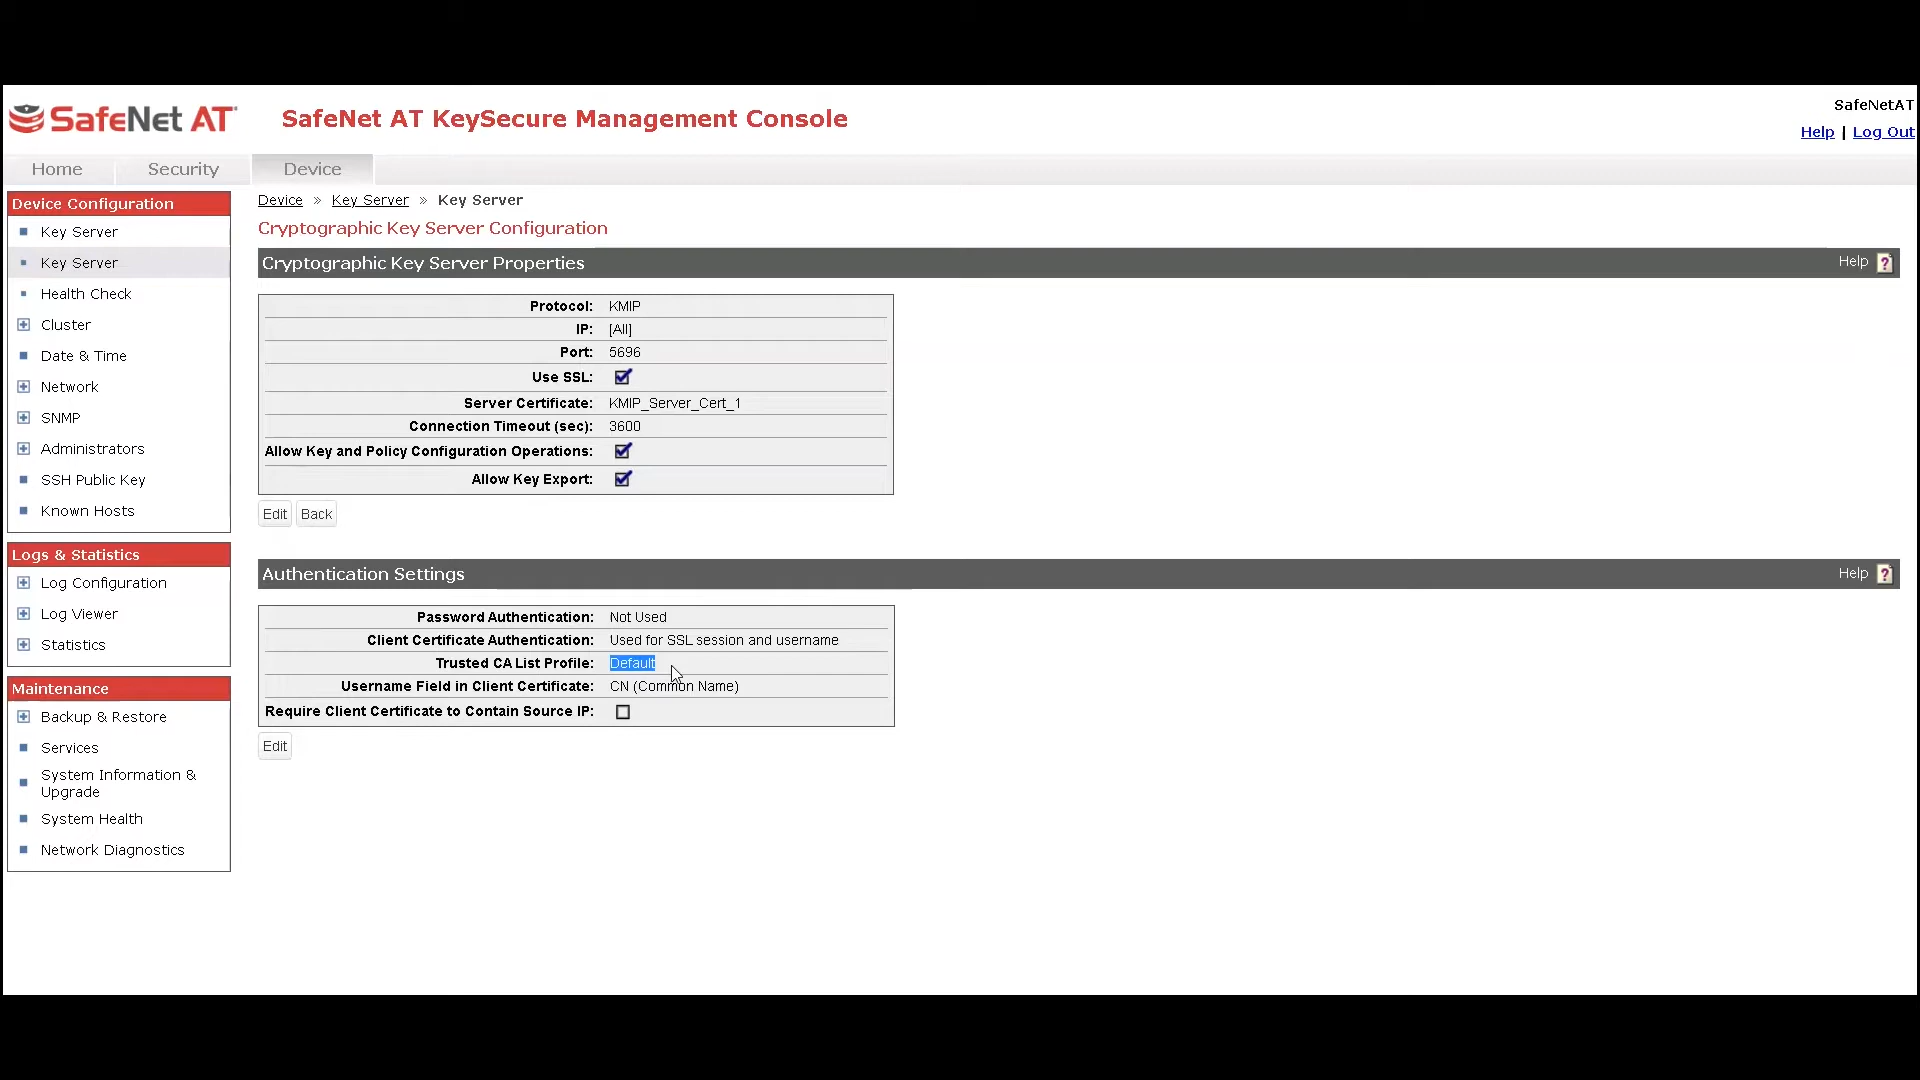 SafeNet AT
SafeNet AT KeySecure Management Console
SafeNetAT
Help | Log Out
Home
Security
Device
Device Configuration
Key Server
Key Server
Health Check
Cluster
Date & Time
Network
SNMP
Administrators
SSH Public Key
Known Hosts
Logs & Statistics
Log Configuration
Log Viewer
Statistics
Maintenance
Backup & Restore
Services
System Information &
Upgrade
System Health
Network Diagnostics
Device » Key Server » Key Server
Cryptographic Key Server Configuration
Cryptographic Key Server Properties
Help ?
Protocol: KMIP
IP: [All]
Port: 5696
Use SSL:
Server Certificate: KMIP_Server_Cert_1
Connection Timeout (sec): 3600
Allow Key and Policy Configuration Operations:
Allow Key Export:
Edit Back
Authentication Settings
Help ?
Password Authentication: Not Used
Client Certificate Authentication: Used for SSL session and username
Trusted CA List Profile: Default
Username Field in Client Certificate: CN (Common Name)
Require Client Certificate to Contain Source IP:
Edit